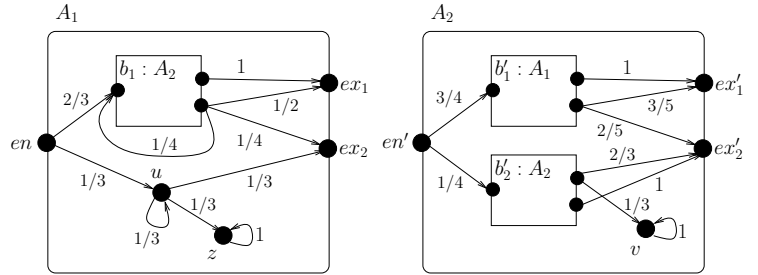 A₁
b₁ : A₂
1
ex₁
2/3
1/2
1/4
1/4
en
ex₂
u
1/3
1/3
1/3
1/3
z
1
A₂
b′₁ : A₁
1
ex′₁
3/4
3/5
2/5
en′
b′₂ : A₂
2/3
ex′₂
1/4
1
1/3
v
1